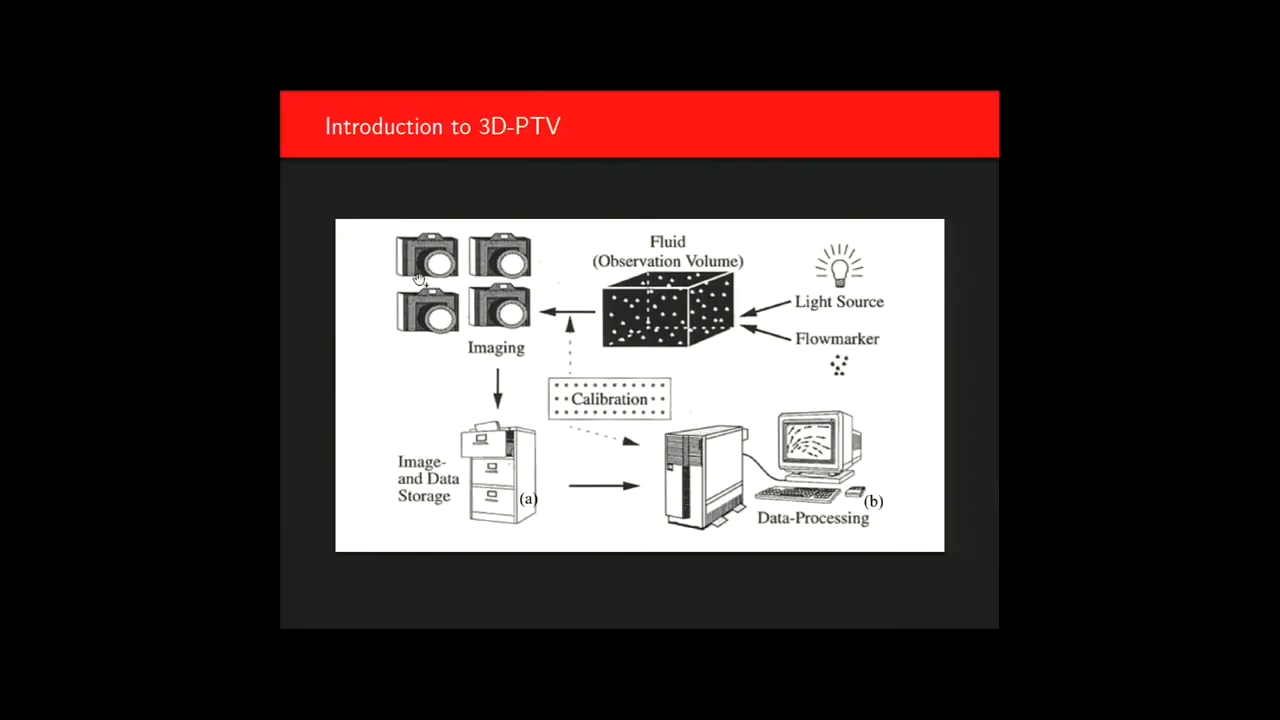 Introduction to 3D-PTV
Fluid
(Observation Volume)
Light Source
Flowmarker
Imaging
Calibration
Image-
and Data
Storage
(a)
(b)
Data-Processing